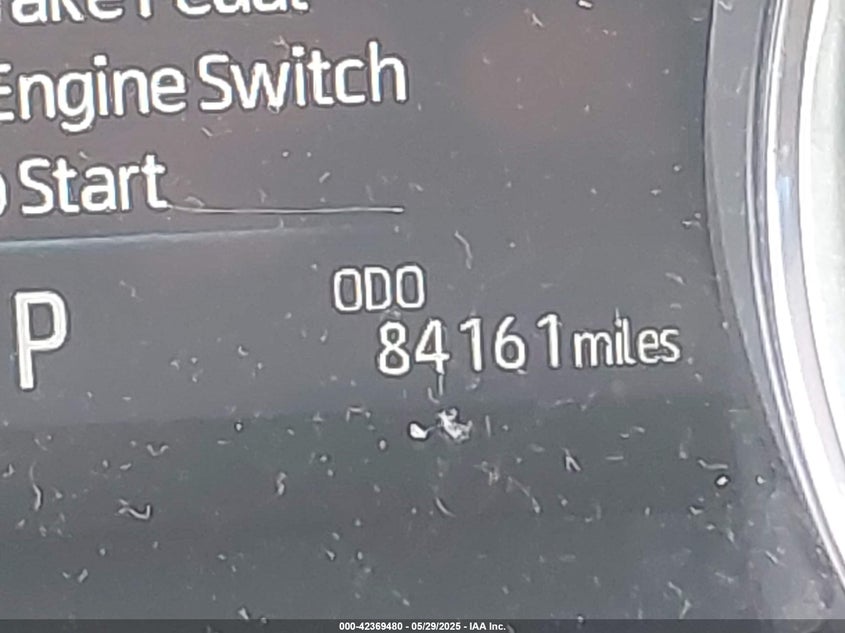 Engine Switch
Start
P
ODO
84161 miles
000-42369480 - 05/29/2025 - IAA Inc.